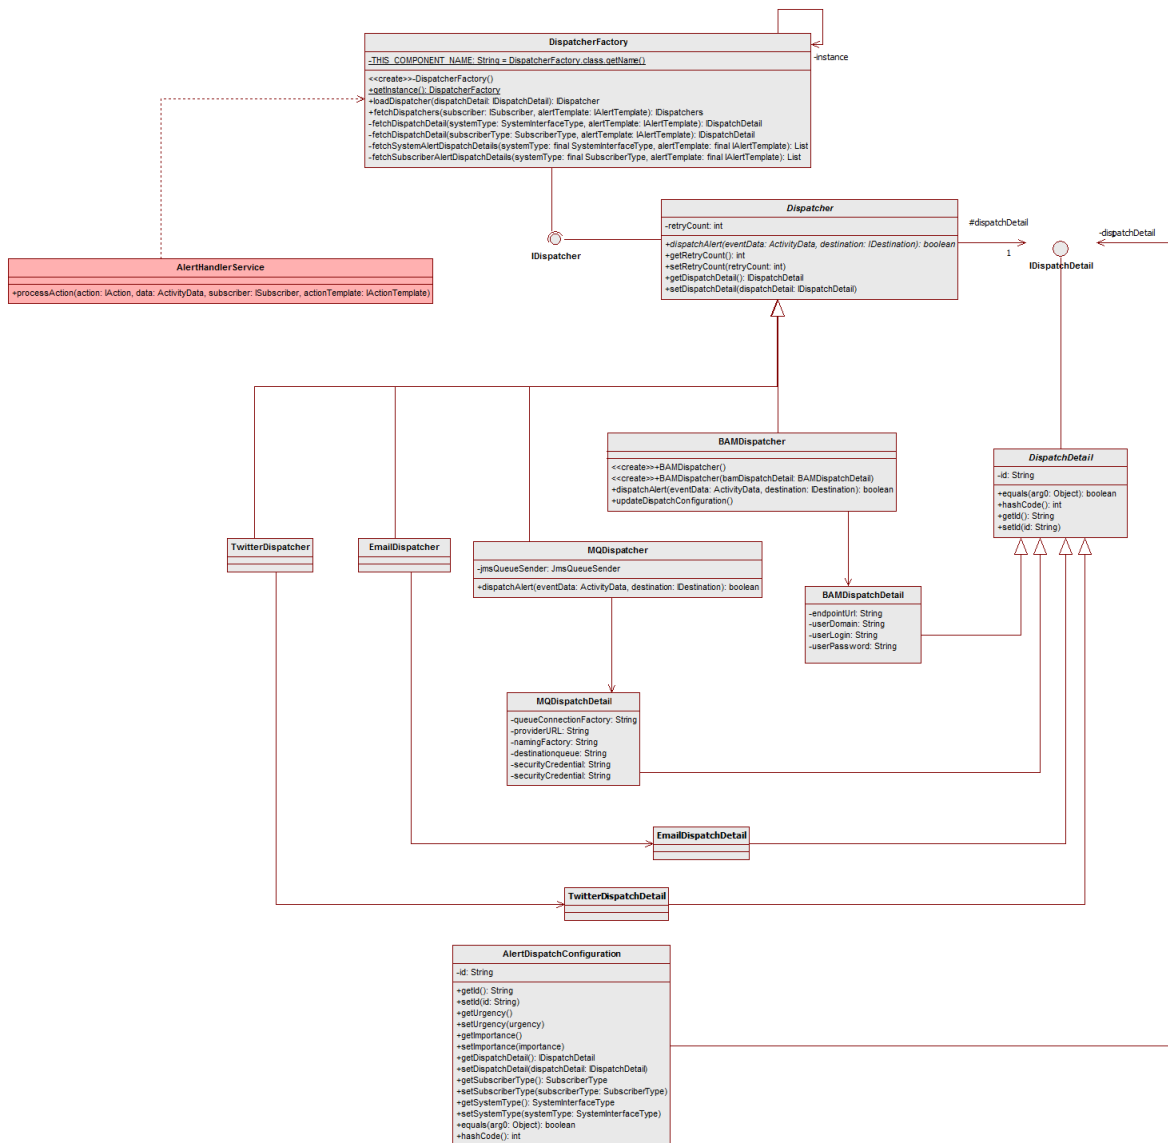 DispatcherFactory
-THIS_COMPONENT_NAME: String = DispatcherFactory.class.getName()
<<create>>-DispatcherFactory()
+getInstance(): DispatcherFactory
+loadDispatcher(dispatchDetail: IDispatchDetail): IDispatcher
+fetchDispatchers(subscriber: ISubscriber, alertTemplate: IAlertTemplate): IDispatchers
-fetchDispatchDetail(systemType: SystemInterfaceType, alertTemplate: IAlertTemplate): IDispatchDetail
-fetchDispatchDetail(subscriberType: SubscriberType, alertTemplate: IAlertTemplate): IDispatchDetail
-fetchSystemAlertDispatchDetails(systemType: final SystemInterfaceType, alertTemplate: final IAlertTemplate): List
-fetchSubscriberAlertDispatchDetails(systemType: final SubscriberType, alertTemplate: final IAlertTemplate): List
-instance
IDispatcher
Dispatcher
-retryCount: int
+dispatchAlert(eventData: ActivityData, destination: IDestination): boolean
+getRetryCount(): int
+setRetryCount(retryCount: int)
+getDispatchDetail(): IDispatchDetail
+setDispatchDetail(dispatchDetail: IDispatchDetail)
#dispatchDetail
1
-dispatchDetail
1
IDispatchDetail
AlertHandlerService
+processAction(action: IAction, data: ActivityData, subscriber: ISubscriber, actionTemplate: IActionTemplate)
BAMDispatcher
<<create>>+BAMDispatcher()
<<create>>+BAMDispatcher(bamDispatchDetail: BAMDispatchDetail)
+dispatchAlert(eventData: ActivityData, destination: IDestination): boolean
+updateDispatchConfiguration()
DispatchDetail
-id: String
+equals(arg0: Object): boolean
+hashCode(): int
+getId(): String
+setId(id: String)
TwitterDispatcher
EmailDispatcher
MQDispatcher
-jmsQueueSender: JmsQueueSender
+dispatchAlert(eventData: ActivityData, destination: IDestination): boolean
BAMDispatchDetail
-endpointUrl: String
-userDomain: String
-userLogin: String
-userPassword: String
MQDispatchDetail
-queueConnectionFactory: String
-providerURL: String
-namingFactory: String
-destinationqueue: String
-securityCredential: String
-securityCredential: String
EmailDispatchDetail
TwitterDispatchDetail
AlertDispatchConfiguration
-id: String
+getId(): String
+setId(id: String)
+getUrgency()
+setUrgency(urgency)
+getImportance()
+setImportance(importance)
+getDispatchDetail(): IDispatchDetail
+setDispatchDetail(dispatchDetail: IDispatchDetail)
+getSubscriberType(): SubscriberType
+setSubscriberType(subscriberType: SubscriberType)
+getSystemType(): SystemInterfaceType
+setSystemType(systemType: SystemInterfaceType)
+equals(arg0: Object): boolean
+hashCode(): int